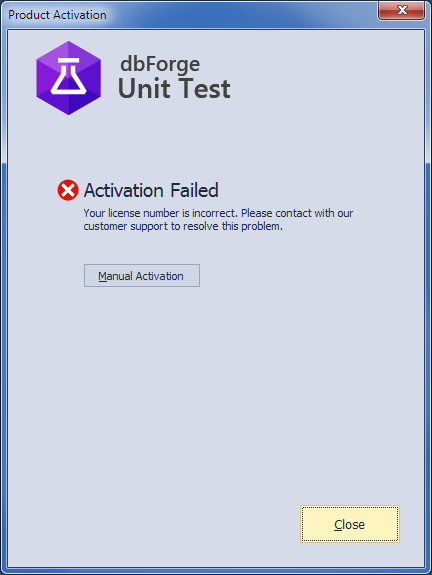 Product Activation
dbForge
Unit Test
Activation Failed
Your license number is incorrect. Please contact with our
customer support to resolve this problem.
Manual Activation
Close